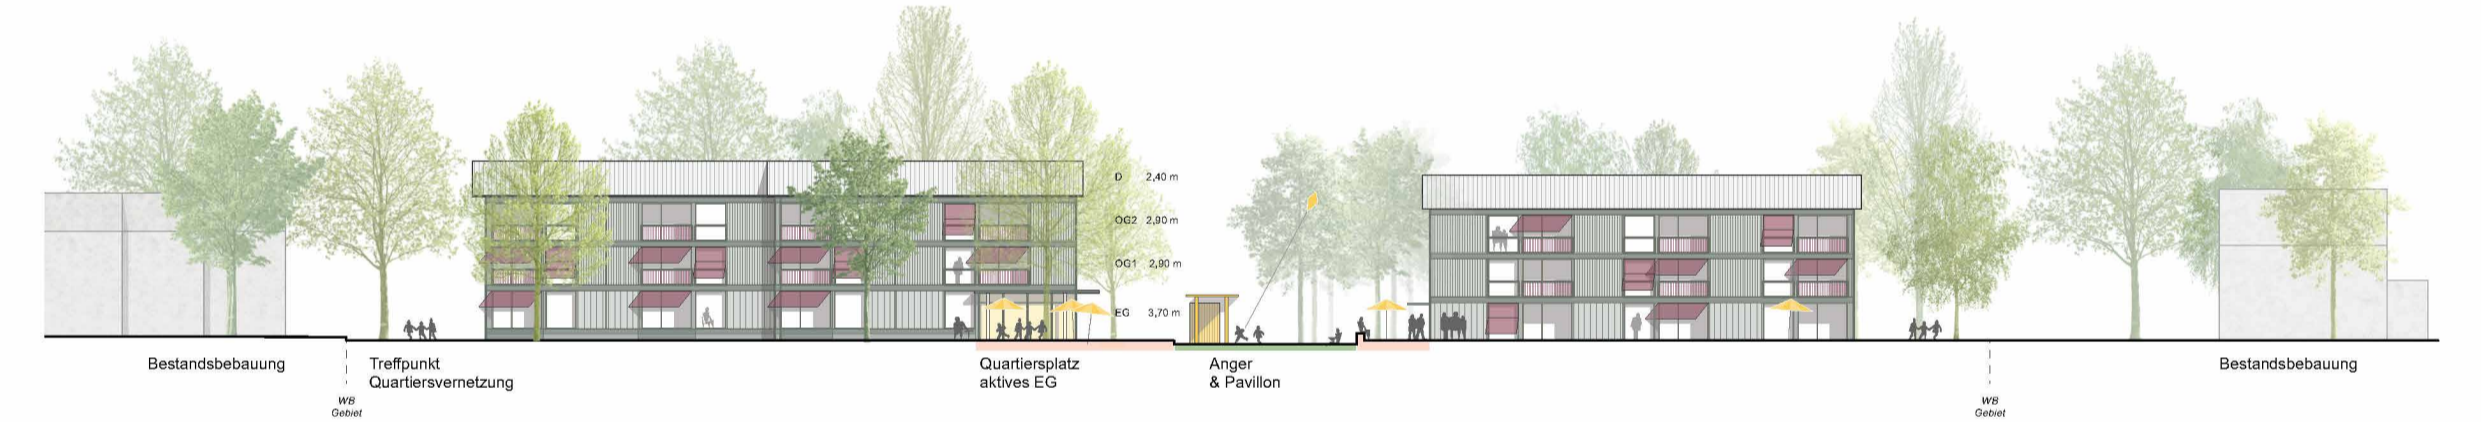 D 2,40 m
OG2 2,90 m
OG1 2,90 m
EG 3,70 m
Bestandsbebauung
Treffpunkt
Quartiersvernetzung
WB
Gebiet
Quartiersplatz
aktives EG
Anger
& Pavillon
WB
Gebiet
Bestandsbebauung